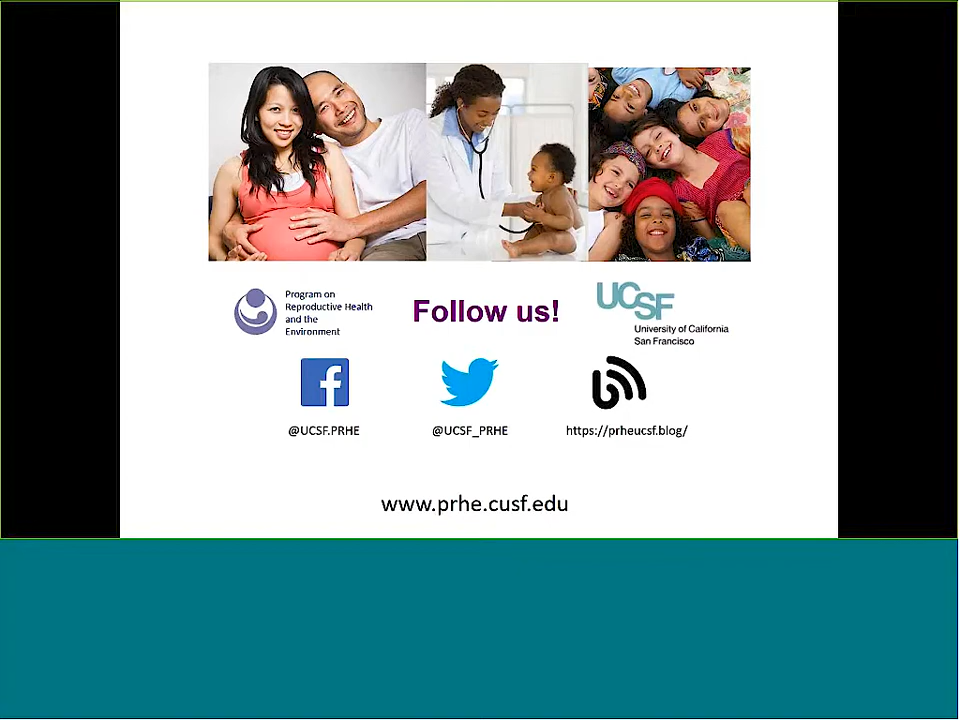 Program on
Reproductive Health
and the
Environment
Follow us!
UCSF
University of California
San Francisco
@UCSF.PRHE
@UCSF_PRHE
https://prheucsf.blog/
www.prhe.cusf.edu